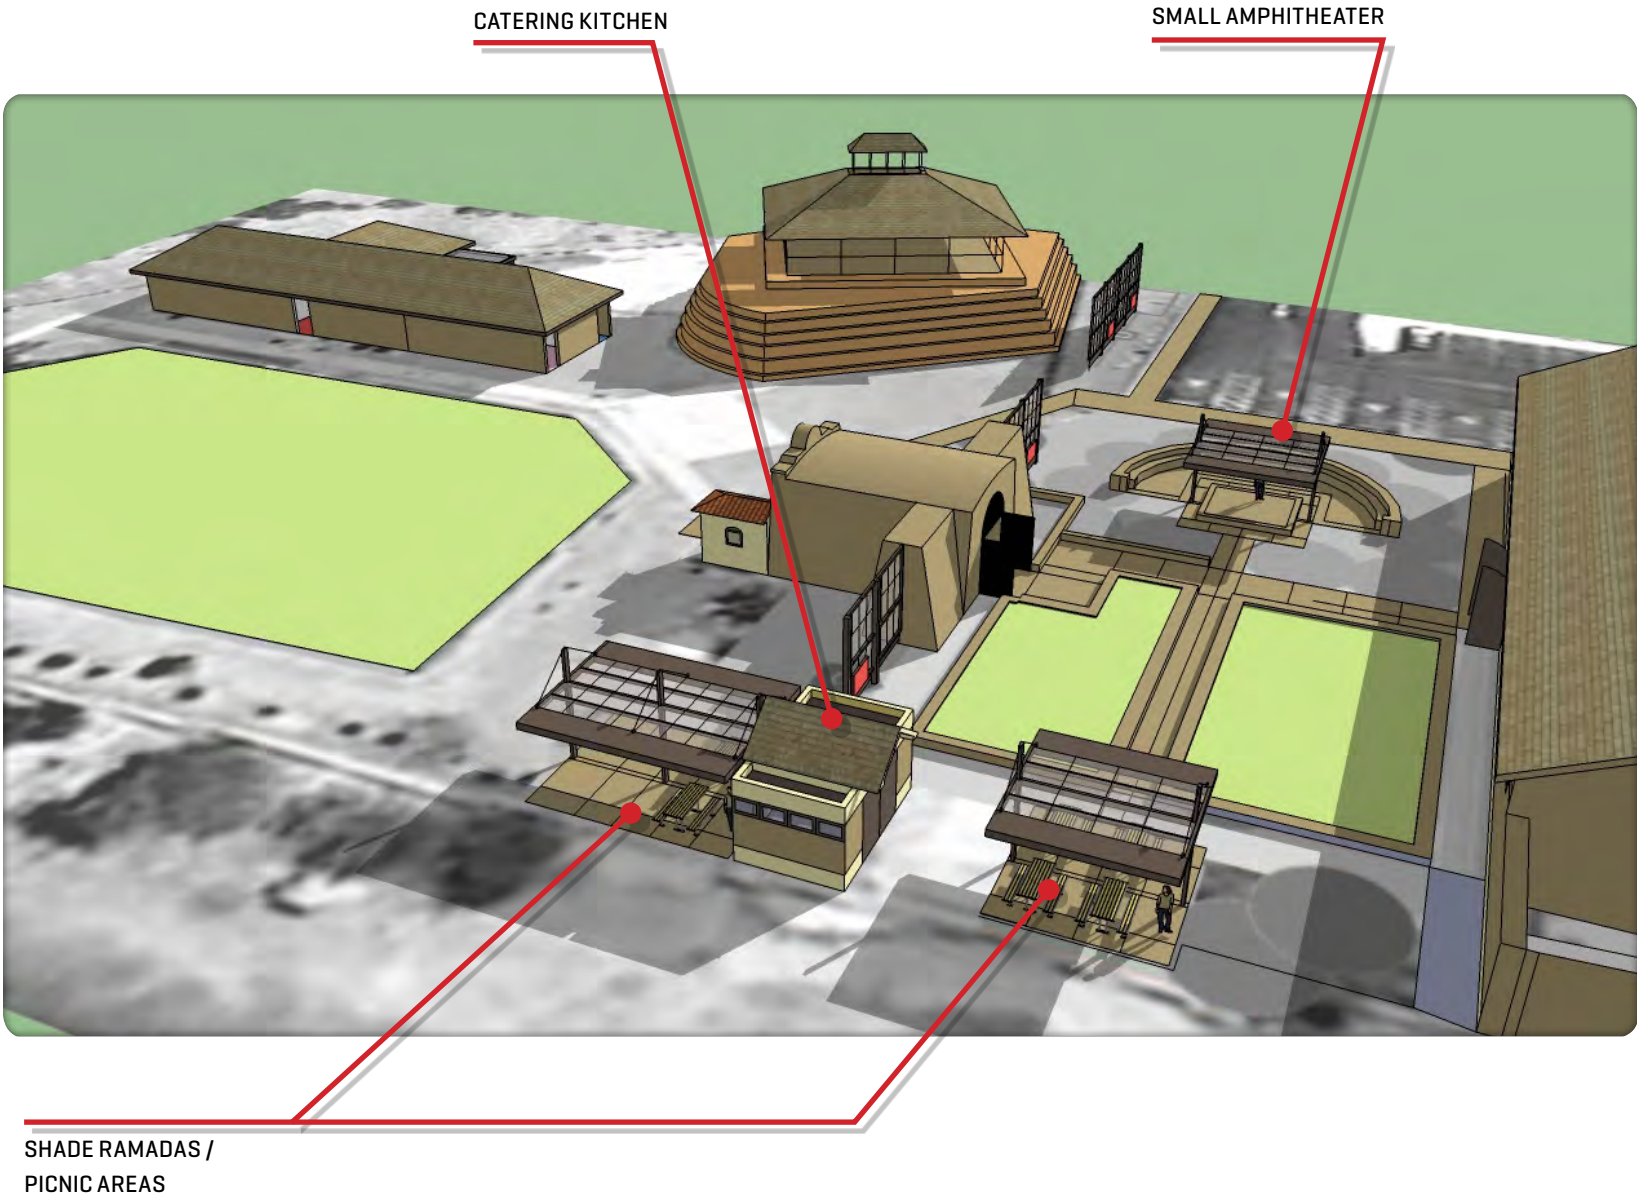 CATERING KITCHEN
SMALL AMPHITHEATER
SHADE RAMADAS /
PICNIC AREAS